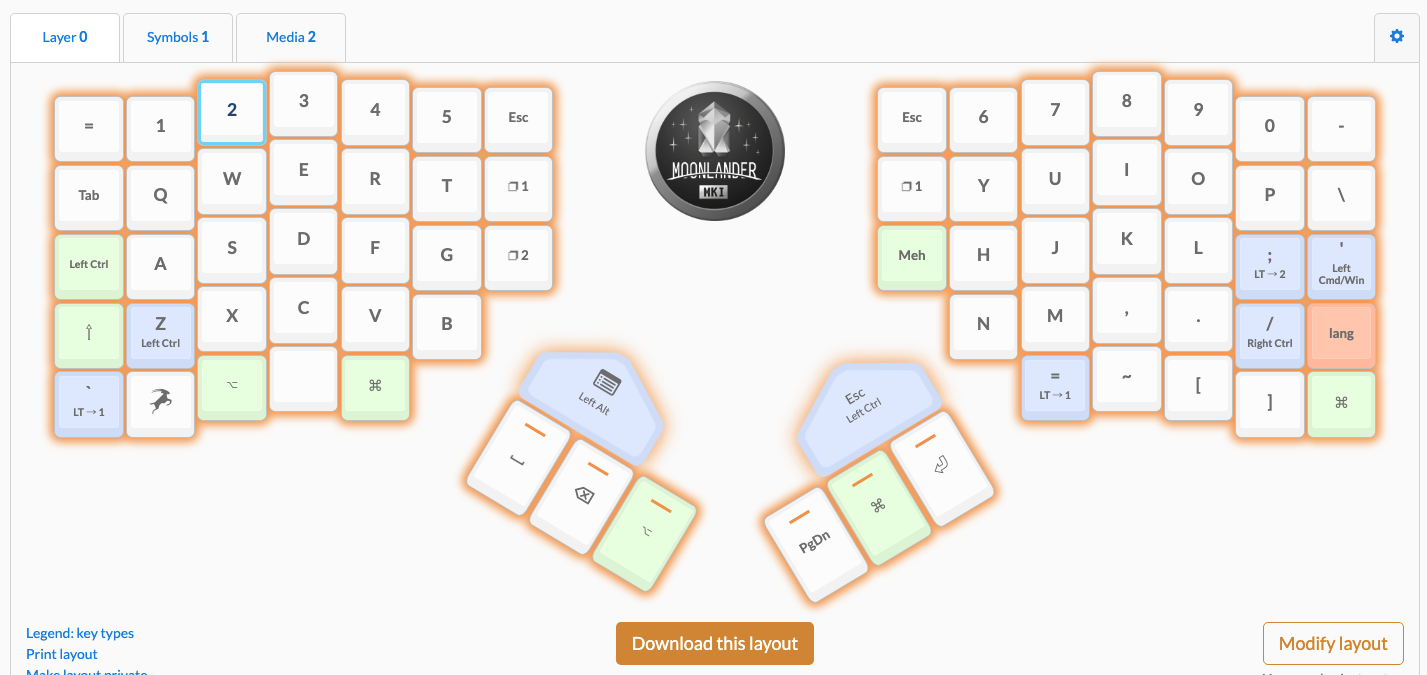 Layer 0
Symbols 1
Media 2
= 1 2 3 4 5 Esc
Esc 6 7 8 9 0 -
Tab Q W E R T 1
1 Y U I O P \
Left Ctrl A S D F G 2
Meh H J K L ; LT→2 ' Left Cmd/Win
Z Left Ctrl X C V B
N M , . / Right Ctrl lang
` LT→1 ⌥ ⌘
= LT→1 ~ [ ] ⌘
Left Alt
⌥
Esc
Left Ctrl
PgDn ⌘
MOONLANDER
MKI
Legend: key types
Print layout
Make layout private
Download this layout
Modify layout